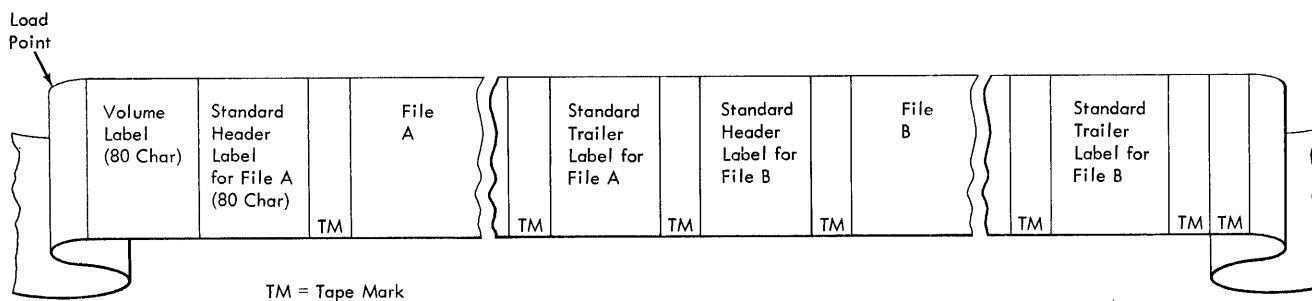 Load
Point
Volume
Label
(80 Char)
Standard
Header
Label
for File A
(80 Char)
TM
File
A
TM
Standard
Trailer
Label for
File A
TM
Standard
Header
Label for
File B
TM
File
B
TM
Standard
Trailer
Label for
File B
TM
TM
TM = Tape Mark